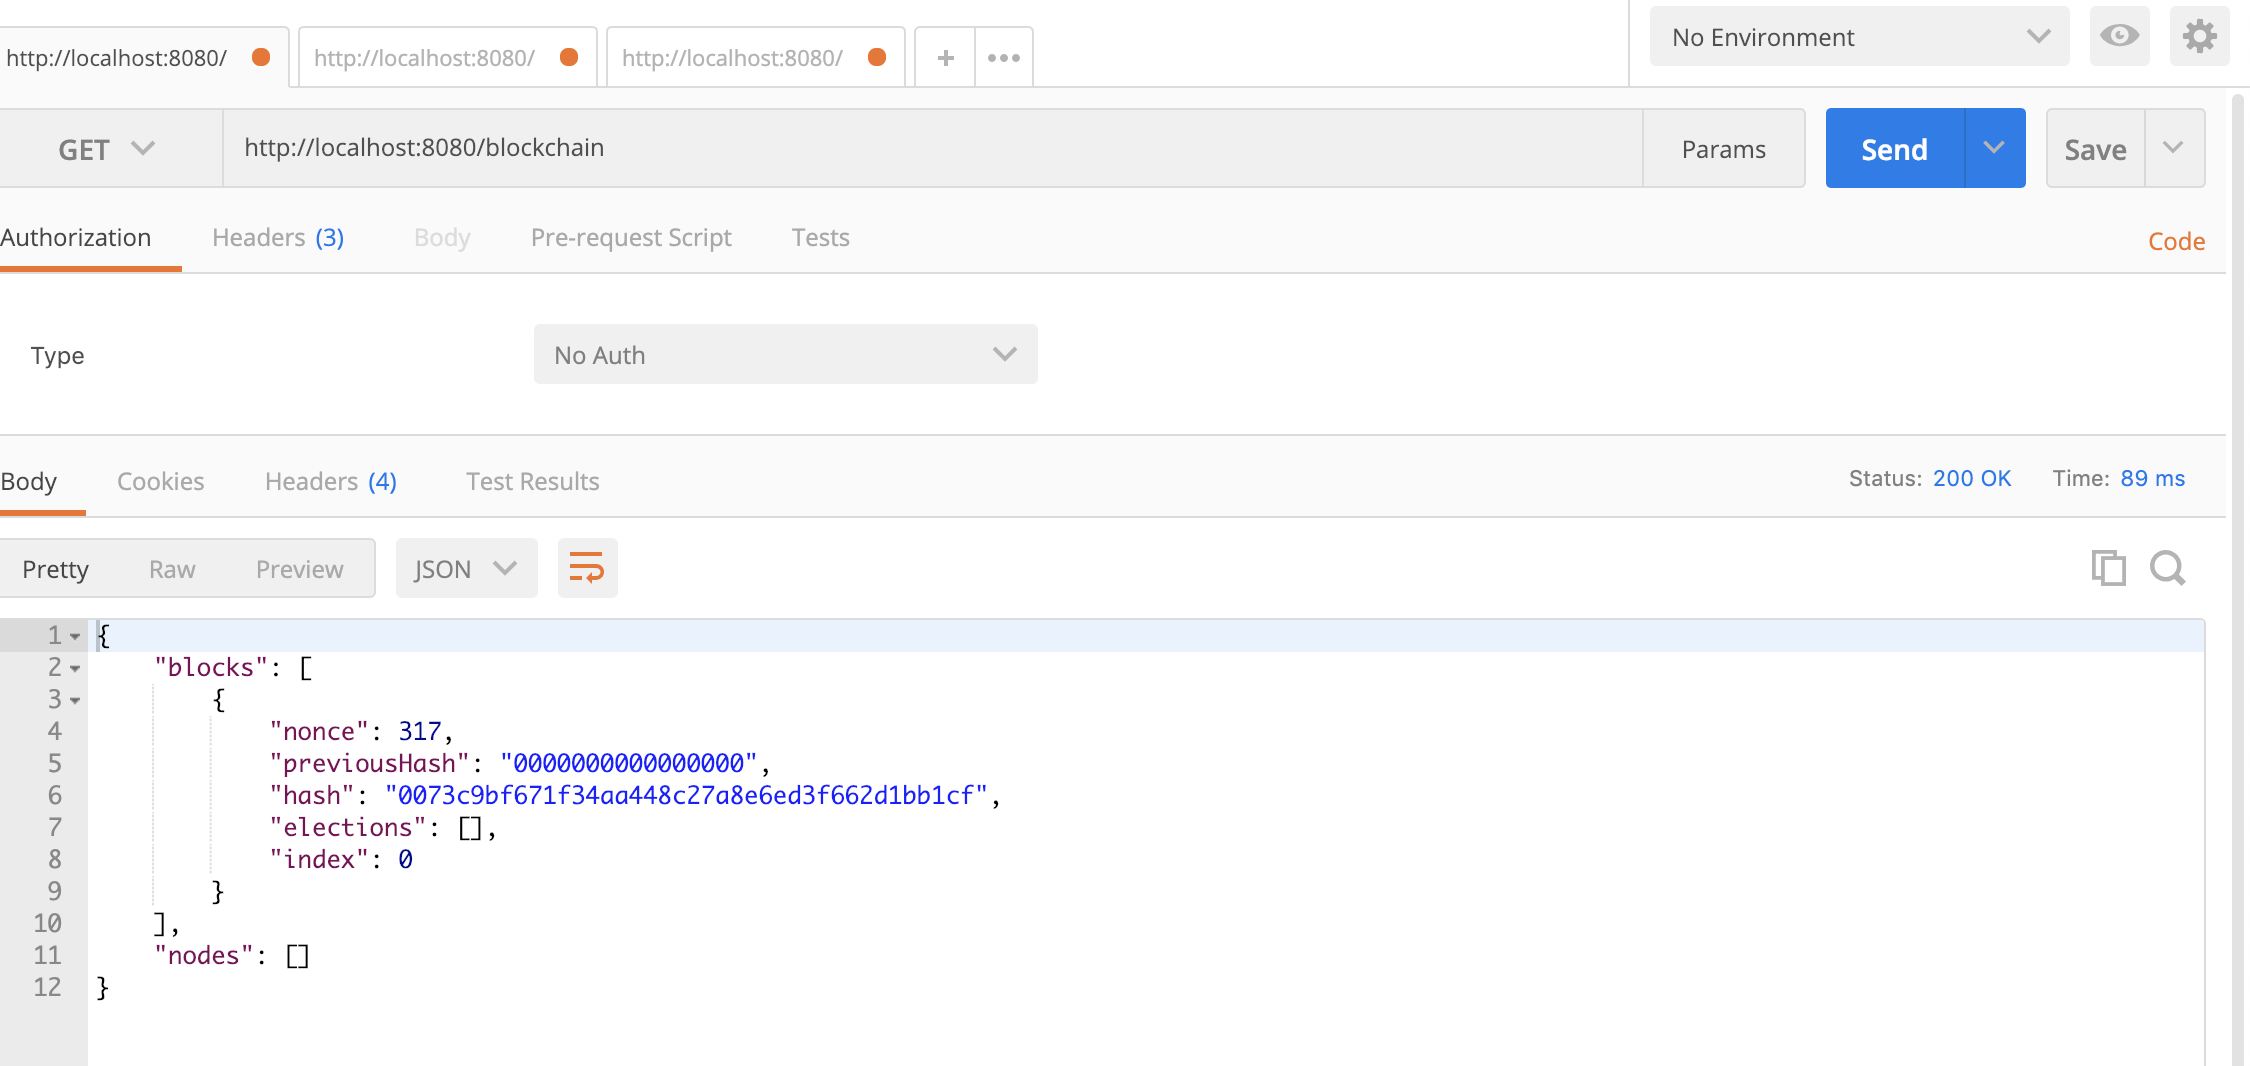 http://localhost:8080/ http://localhost:8080/ http://localhost:8080/ + ••• No Environment
GET http://localhost:8080/blockchain Params Send Save
Authorization Headers (3) Body Pre-request Script Tests Code
Type No Auth
Body Cookies Headers (4) Test Results Status: 200 OK Time: 89 ms
Pretty Raw Preview JSON
1 {
2 "blocks": [
3 {
4 "nonce": 317,
5 "previousHash": "0000000000000000",
6 "hash": "0073c9bf671f34aa448c27a8e6ed3f662d1bb1cf",
7 "elections": [],
8 "index": 0
9 }
10 ],
11 "nodes": []
12 }